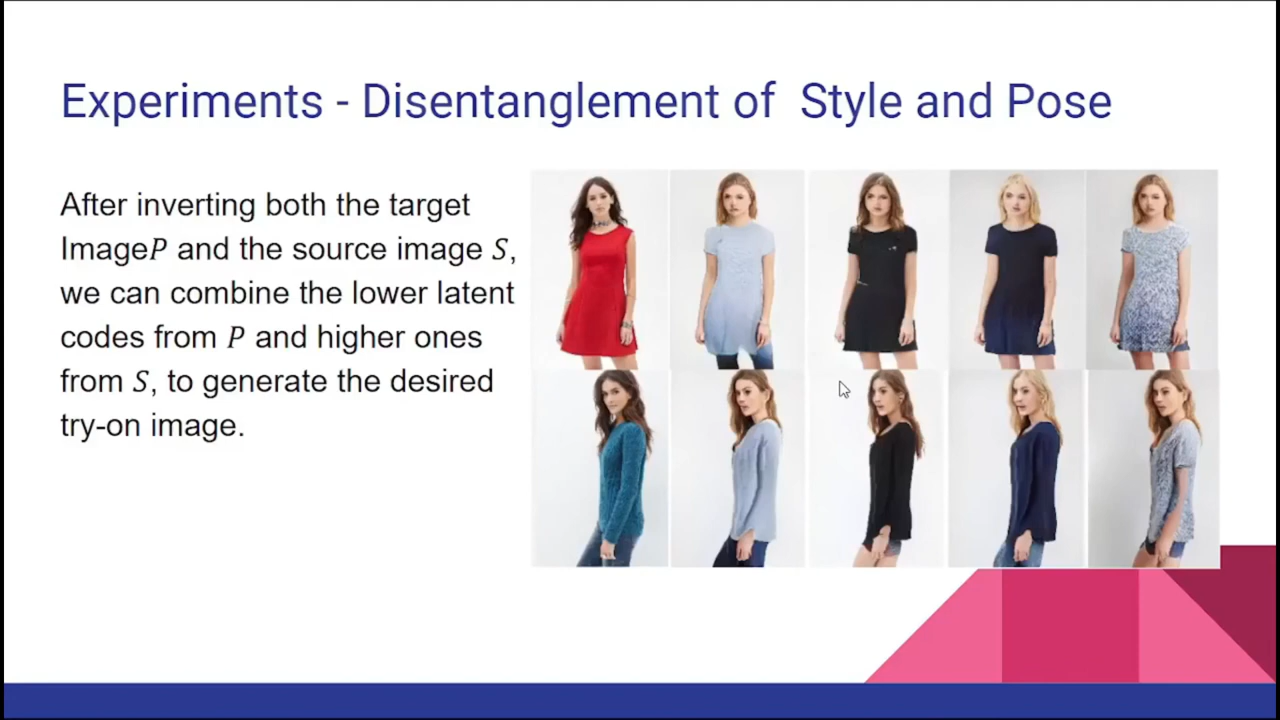 Experiments - Disentanglement of Style and Pose
After inverting both the target
ImageP and the source image S,
we can combine the lower latent
codes from P and higher ones
from S, to generate the desired
try-on image.